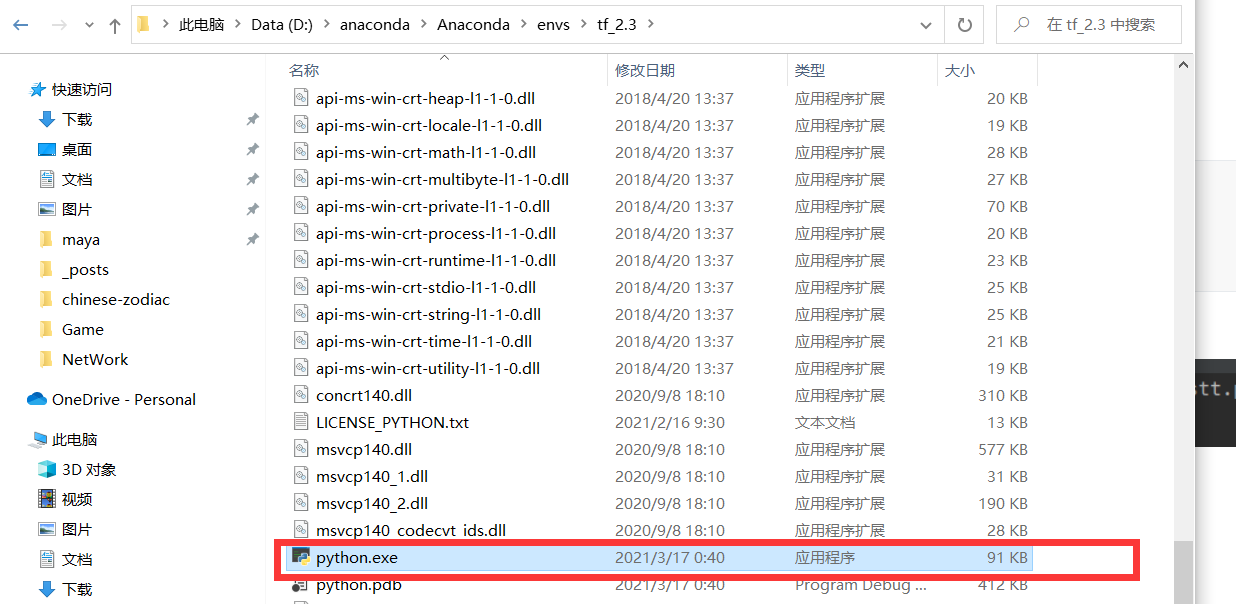 此电脑 > Data (D:) > anaconda > Anaconda > envs > tf_2.3 >
在 tf_2.3 中搜索
快速访问
下载
桌面
文档
图片
maya
_posts
chinese-zodiac
Game
NetWork
OneDrive - Personal
此电脑
3D 对象
视频
图片
文档
下载
名称 修改日期 类型 大小
api-ms-win-crt-heap-l1-1-0.dll 2018/4/20 13:37 应用程序扩展 20 KB
api-ms-win-crt-locale-l1-1-0.dll 2018/4/20 13:37 应用程序扩展 19 KB
api-ms-win-crt-math-l1-1-0.dll 2018/4/20 13:37 应用程序扩展 28 KB
api-ms-win-crt-multibyte-l1-1-0.dll 2018/4/20 13:37 应用程序扩展 27 KB
api-ms-win-crt-private-l1-1-0.dll 2018/4/20 13:37 应用程序扩展 70 KB
api-ms-win-crt-process-l1-1-0.dll 2018/4/20 13:37 应用程序扩展 20 KB
api-ms-win-crt-runtime-l1-1-0.dll 2018/4/20 13:37 应用程序扩展 23 KB
api-ms-win-crt-stdio-l1-1-0.dll 2018/4/20 13:37 应用程序扩展 25 KB
api-ms-win-crt-string-l1-1-0.dll 2018/4/20 13:37 应用程序扩展 25 KB
api-ms-win-crt-time-l1-1-0.dll 2018/4/20 13:37 应用程序扩展 21 KB
api-ms-win-crt-utility-l1-1-0.dll 2018/4/20 13:37 应用程序扩展 19 KB
concrt140.dll 2020/9/8 18:10 应用程序扩展 310 KB
LICENSE_PYTHON.txt 2021/2/16 9:30 文本文档 13 KB
msvcp140.dll 2020/9/8 18:10 应用程序扩展 577 KB
msvcp140_1.dll 2020/9/8 18:10 应用程序扩展 31 KB
msvcp140_2.dll 2020/9/8 18:10 应用程序扩展 190 KB
msvcp140_codecvt_ids.dll 2020/9/8 18:10 应用程序扩展 28 KB
python.exe 2021/3/17 0:40 应用程序 91 KB
python.pdb 2021/3/17 0:40 Program Debug ... 412 KB